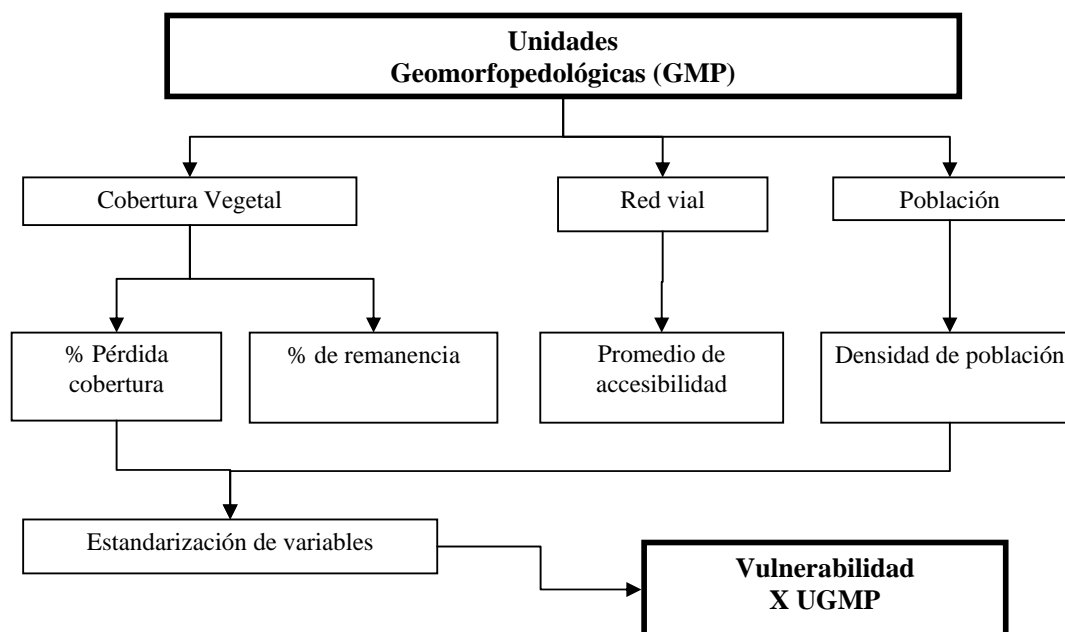 Unidades
Geomorfopedológicas (GMP)
Cobertura Vegetal
Red vial
Población
% Pérdida
cobertura
% de remanencia
Promedio de
accesibilidad
Densidad de población
Estandarización de variables
Vulnerabilidad
X UGMP